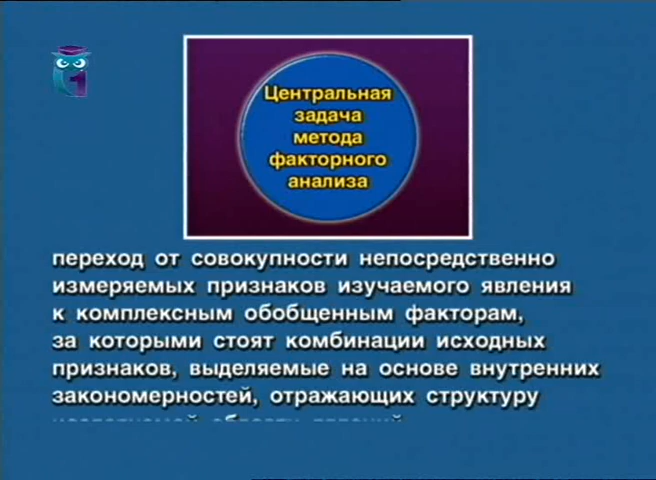 Центральная
задача
метода
факторного
анализа
переход от совокупности непосредственно
измеряемых признаков изучаемого явления
к комплексным обобщенным факторам,
за которыми стоят комбинации исходных
признаков, выделяемые на основе внутренних
закономерностей, отражающих структуру